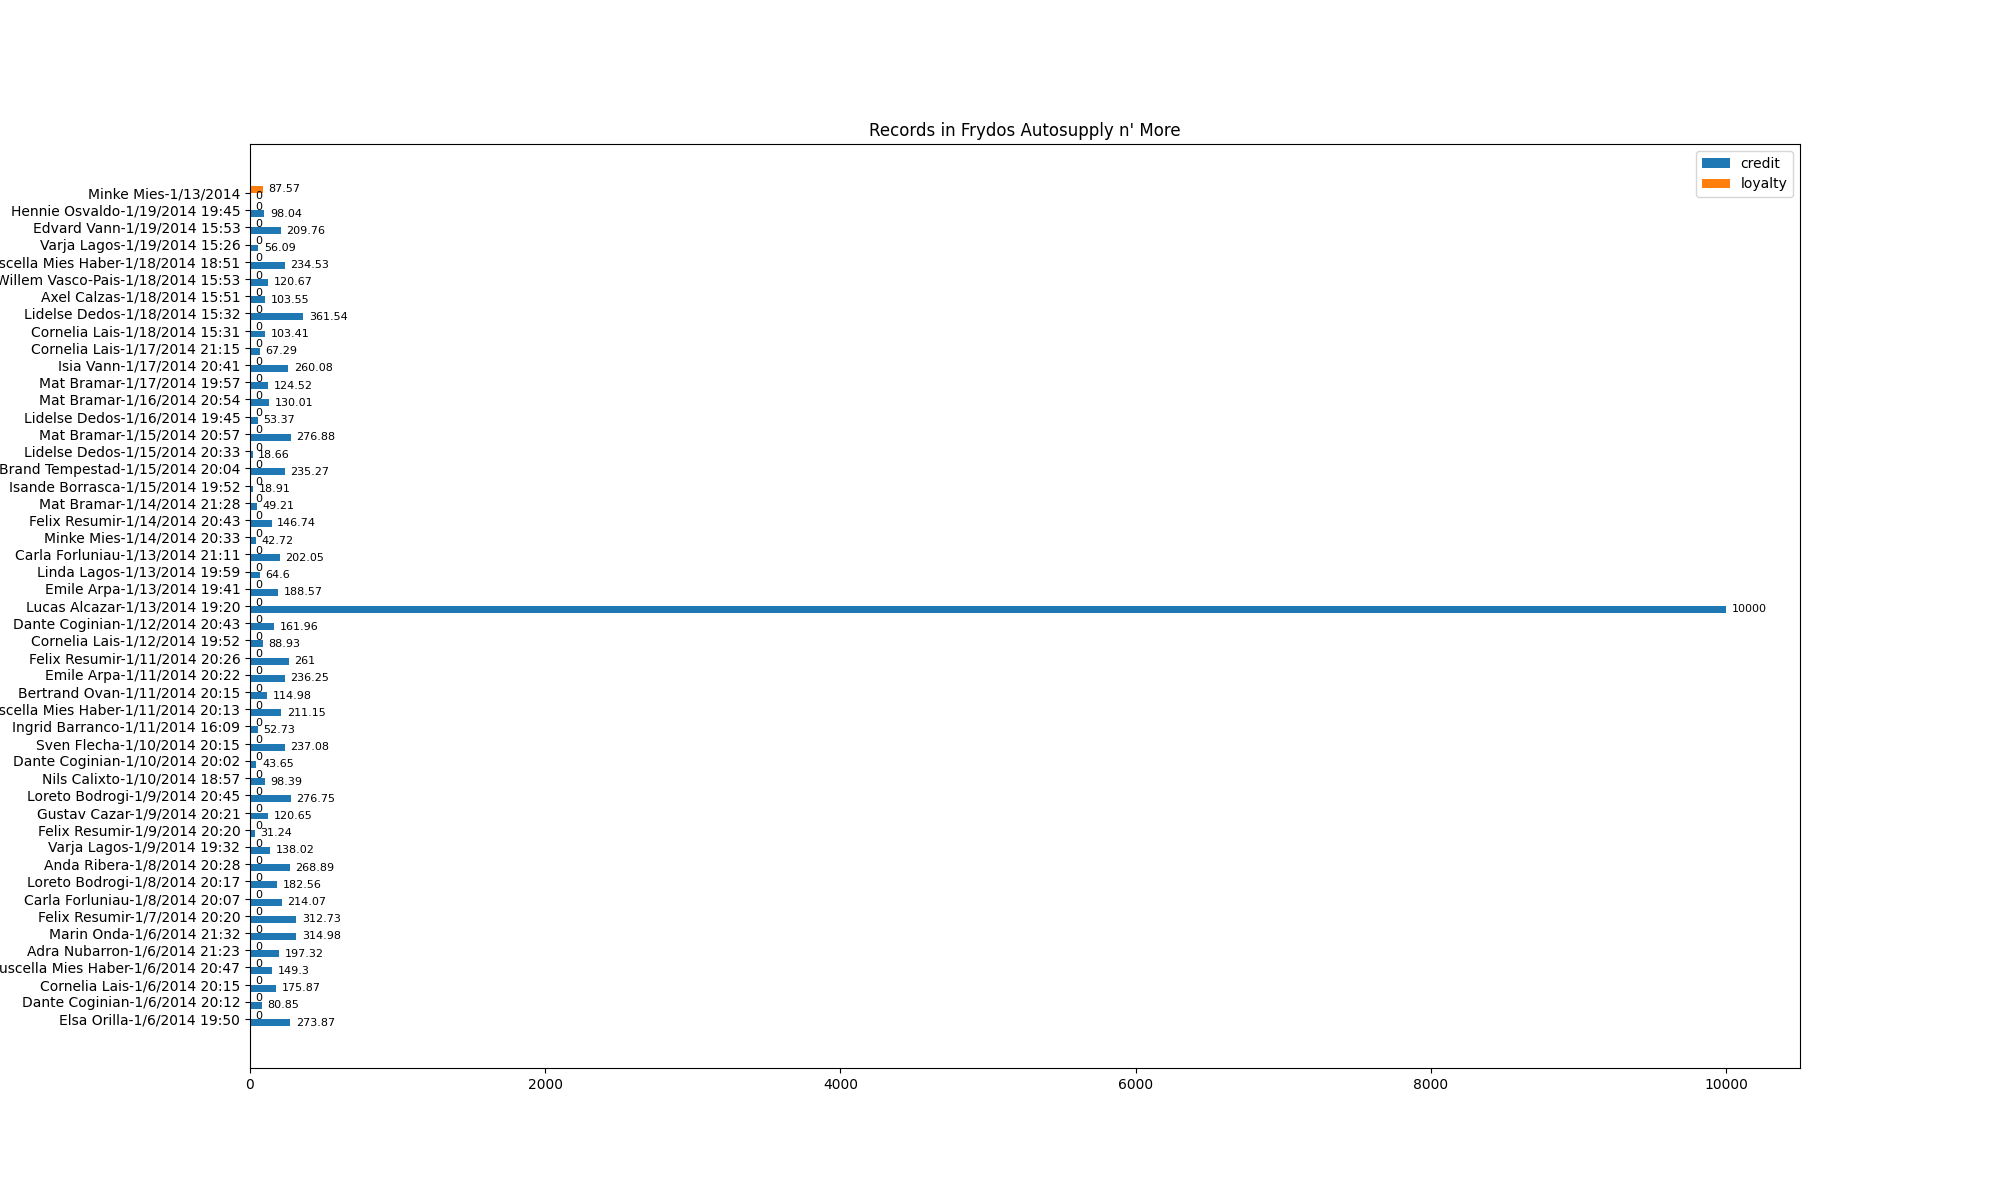 Records in Frydos Autosupply n' More
credit
loyalty
Minke Mies-1/13/2014 87.57 0
Hennie Osvaldo-1/19/2014 19:45 0 98.04
Edvard Vann-1/19/2014 15:53 0 209.76
Varja Lagos-1/19/2014 15:26 0 56.09
scella Mies Haber-1/18/2014 18:51 0 234.53
Willem Vasco-Pais-1/18/2014 15:53 0 120.67
Axel Calzas-1/18/2014 15:51 0 103.55
Lidelse Dedos-1/18/2014 15:32 0 361.54
Cornelia Lais-1/18/2014 15:31 0 103.41
Cornelia Lais-1/17/2014 21:15 0 67.29
Isia Vann-1/17/2014 20:41 0 260.08
Mat Bramar-1/17/2014 19:57 0 124.52
Mat Bramar-1/16/2014 20:54 0 130.01
Lidelse Dedos-1/16/2014 19:45 0 53.37
Mat Bramar-1/15/2014 20:57 0 276.88
Lidelse Dedos-1/15/2014 20:33 0 18.66
Brand Tempestad-1/15/2014 20:04 0 235.27
Isande Borrasca-1/15/2014 19:52 0 18.91
Mat Bramar-1/14/2014 21:28 0 49.21
Felix Resumir-1/14/2014 20:43 0 146.74
Minke Mies-1/14/2014 20:33 0 42.72
Carla Forluniau-1/13/2014 21:11 0 202.05
Linda Lagos-1/13/2014 19:59 0 64.6
Emile Arpa-1/13/2014 19:41 0 188.57
Lucas Alcazar-1/13/2014 19:20 0 10000
Dante Coginian-1/12/2014 20:43 0 161.96
Cornelia Lais-1/12/2014 19:52 0 88.93
Felix Resumir-1/11/2014 20:26 0 261
Emile Arpa-1/11/2014 20:22 0 236.25
Bertrand Ovan-1/11/2014 20:15 0 114.98
scella Mies Haber-1/11/2014 20:13 0 211.15
Ingrid Barranco-1/11/2014 16:09 0 52.73
Sven Flecha-1/10/2014 20:15 0 237.08
Dante Coginian-1/10/2014 20:02 0 43.65
Nils Calixto-1/10/2014 18:57 0 98.39
Loreto Bodrogi-1/9/2014 20:45 0 276.75
Gustav Cazar-1/9/2014 20:21 0 120.65
Felix Resumir-1/9/2014 20:20 0 31.24
Varja Lagos-1/9/2014 19:32 0 138.02
Anda Ribera-1/8/2014 20:28 0 268.89
Loreto Bodrogi-1/8/2014 20:17 0 182.56
Carla Forluniau-1/8/2014 20:07 0 214.07
Felix Resumir-1/7/2014 20:20 0 312.73
Marin Onda-1/6/2014 21:32 0 314.98
Adra Nubarron-1/6/2014 21:23 0 197.32
uscella Mies Haber-1/6/2014 20:47 0 149.3
Cornelia Lais-1/6/2014 20:15 0 175.87
Dante Coginian-1/6/2014 20:12 0 80.85
Elsa Orilla-1/6/2014 19:50 0 273.87
0 2000 4000 6000 8000 10000